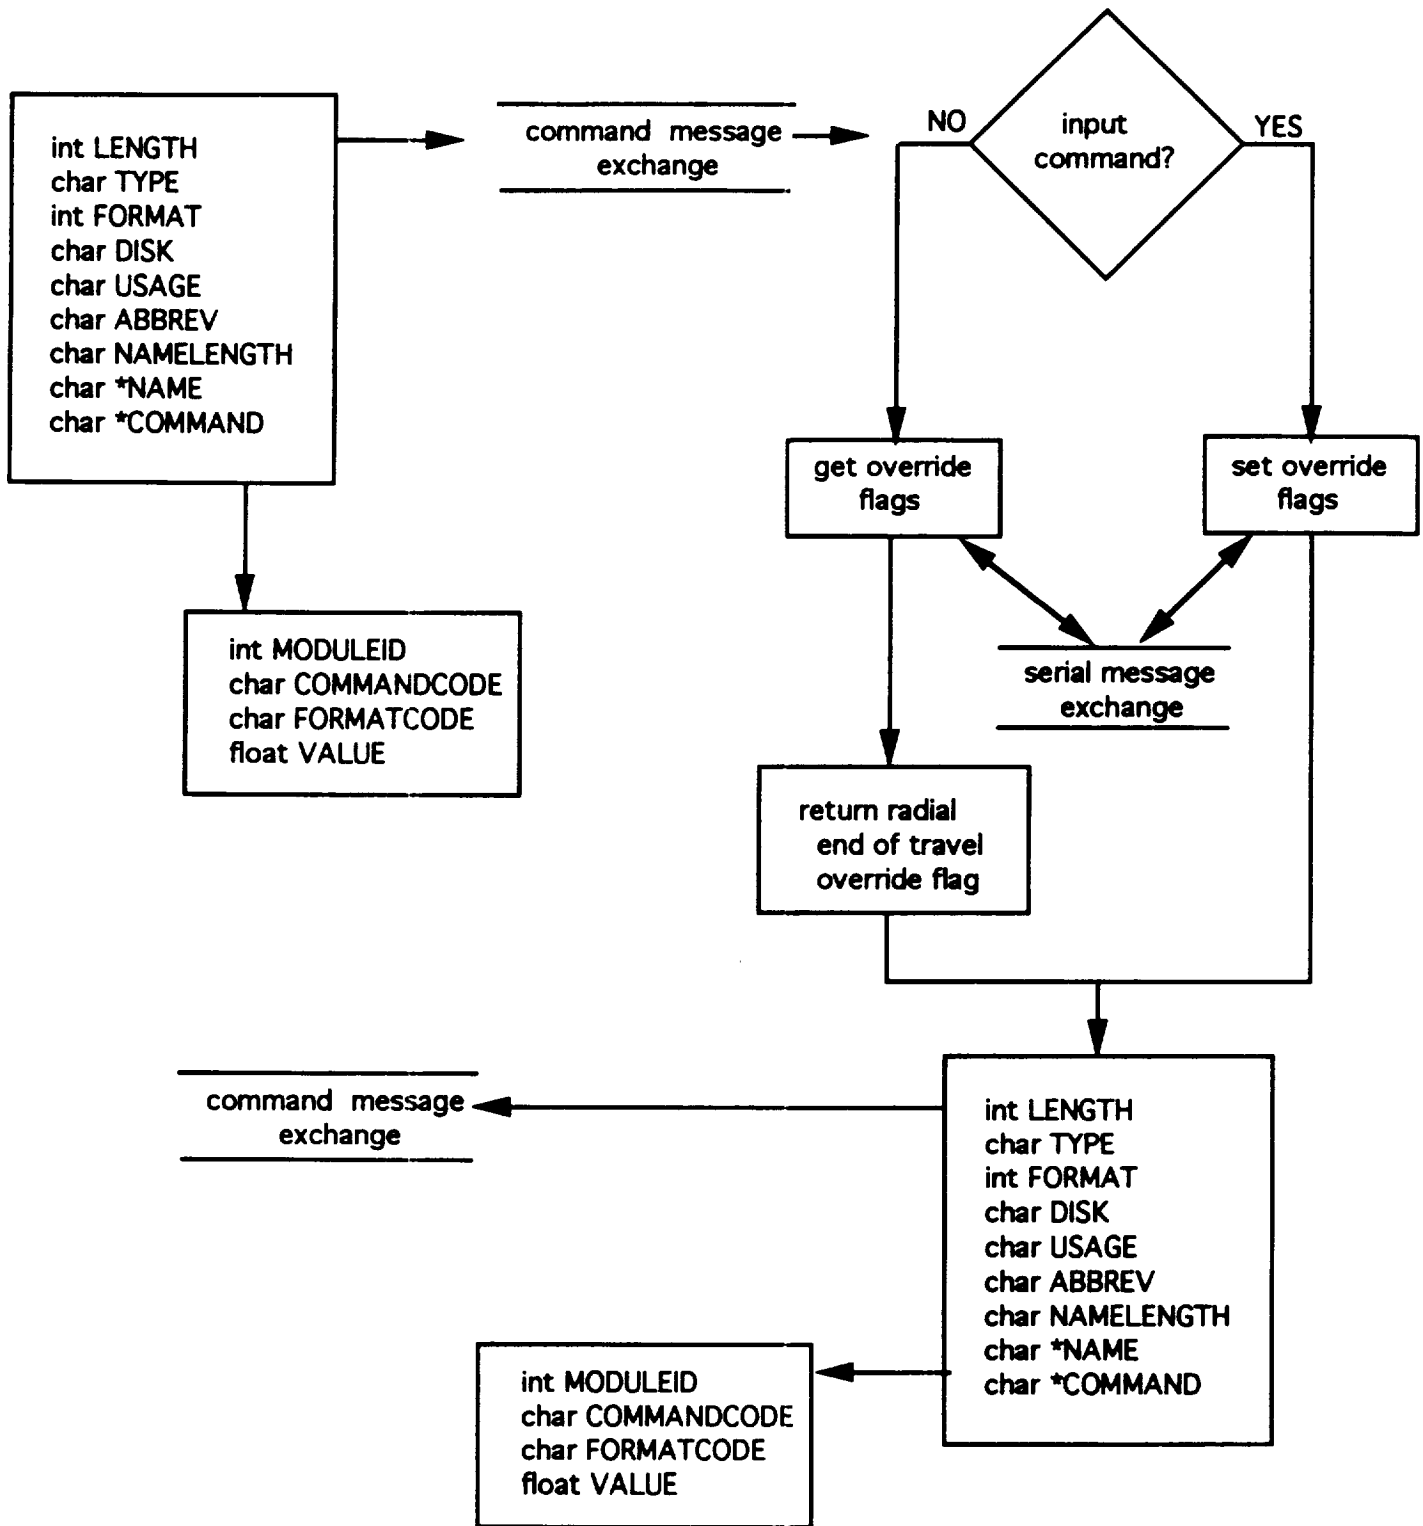 int LENGTH
char TYPE
int FORMAT
char DISK
char USAGE
char ABBREV
char NAMELENGTH
char *NAME
char *COMMAND
command message
exchange
NO
input
command?
YES
get override
flags
set override
flags
int MODULEID
char COMMANDCODE
char FORMATCODE
float VALUE
serial message
exchange
return radial
end of travel
override flag
command message
exchange
int LENGTH
char TYPE
int FORMAT
char DISK
char USAGE
char ABBREV
char NAMELENGTH
char *NAME
char *COMMAND
int MODULEID
char COMMANDCODE
char FORMATCODE
float VALUE